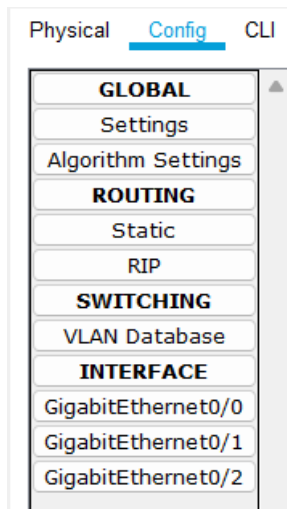 Physical Config CLI
GLOBAL
Settings
Algorithm Settings
ROUTING
Static
RIP
SWITCHING
VLAN Database
INTERFACE
GigabitEthernet0/0
GigabitEthernet0/1
GigabitEthernet0/2